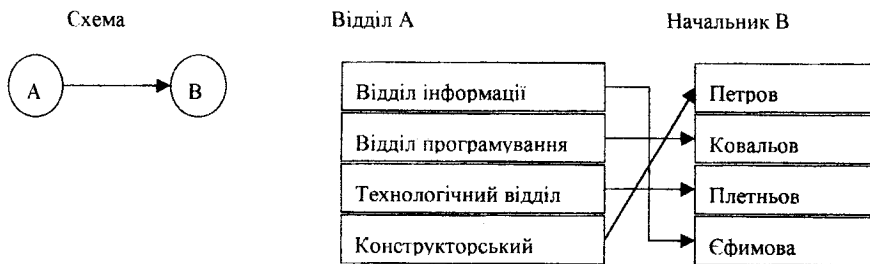 Схема
Відділ А
Начальник В
А
В
Відділ інформації
Петров
Відділ програмування
Ковальов
Технологічний відділ
Плетньов
Конструкторський
Єфимова